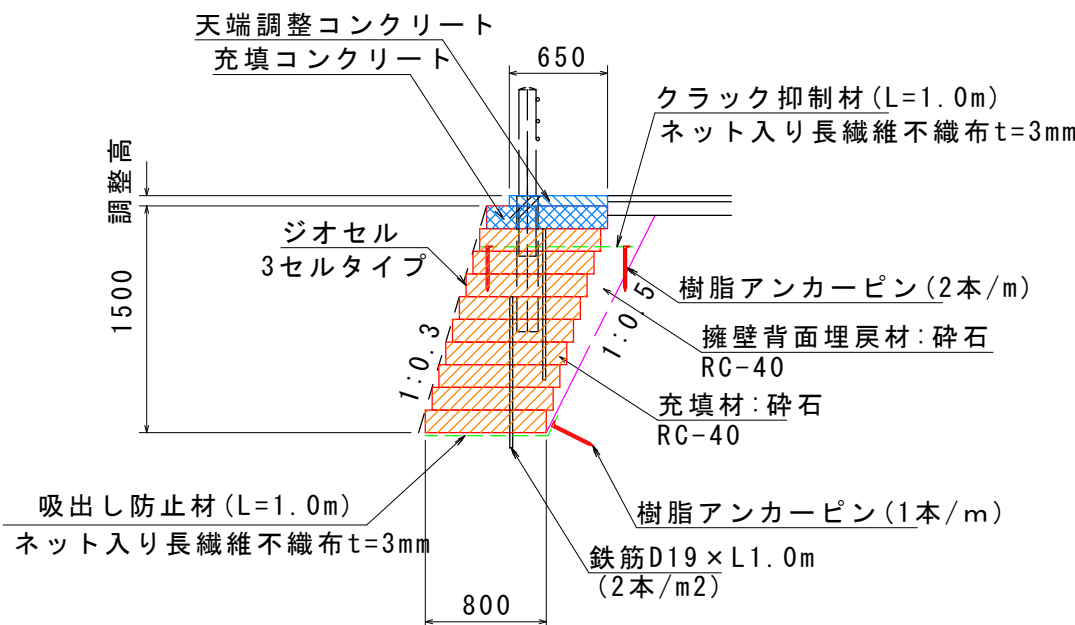 天端調整コンクリート
充填コンクリート
650
クラック抑制材(L=1.0m)
ネット入り長繊維不織布t=3mm
調整高
1500
ジオセル
3セルタイプ
1:0.3
1:0.5
樹脂アンカーピン(2本/m)
擁壁背面埋戻材:砕石
RC-40
充填材:砕石
RC-40
吸出し防止材(L=1.0m)
ネット入り長繊維不織布t=3mm
樹脂アンカーピン(1本/m)
鉄筋D19×L1.0m
(2本/m2)
800